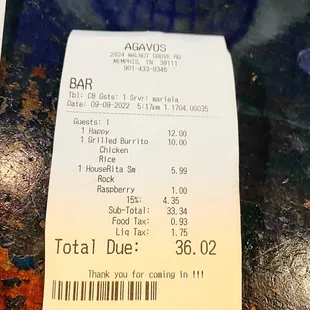 AGAVOS
2924 WALNUT GROVE RD
MEMPHIS, TN 38111
901-433-9345
BAR
Tbl: C8 Gsts: 1 Srvr: mariela
Date: 09-09-2022 5:17pm 1.1704.00035
Guests: 1
1 Happy 12.00
1 Grilled Burrito 10.00
Chicken
Rice
1 HouseRita Sm 5.99
Rock
Raspberry 1.00
15%: 4.35
Sub-Total: 33.34
Food Tax: 0.93
Liq Tax: 1.75
Total Due: 36.02
Thank you for coming in !!!